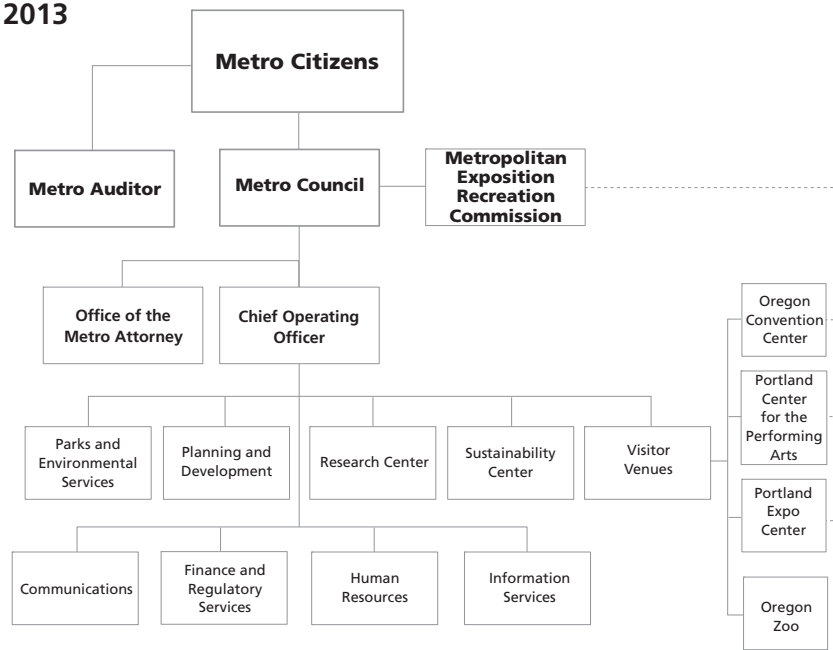 2013
Metro Citizens
Metro Auditor
Metro Council
Metropolitan
Exposition
Recreation
Commission
Office of the
Metro Attorney
Chief Operating
Officer
Oregon
Convention
Center
Portland
Center
for the
Performing
Arts
Portland
Expo
Center
Oregon
Zoo
Parks and
Environmental
Services
Planning and
Development
Research Center
Sustainability
Center
Visitor
Venues
Communications
Finance and
Regulatory
Services
Human
Resources
Information
Services